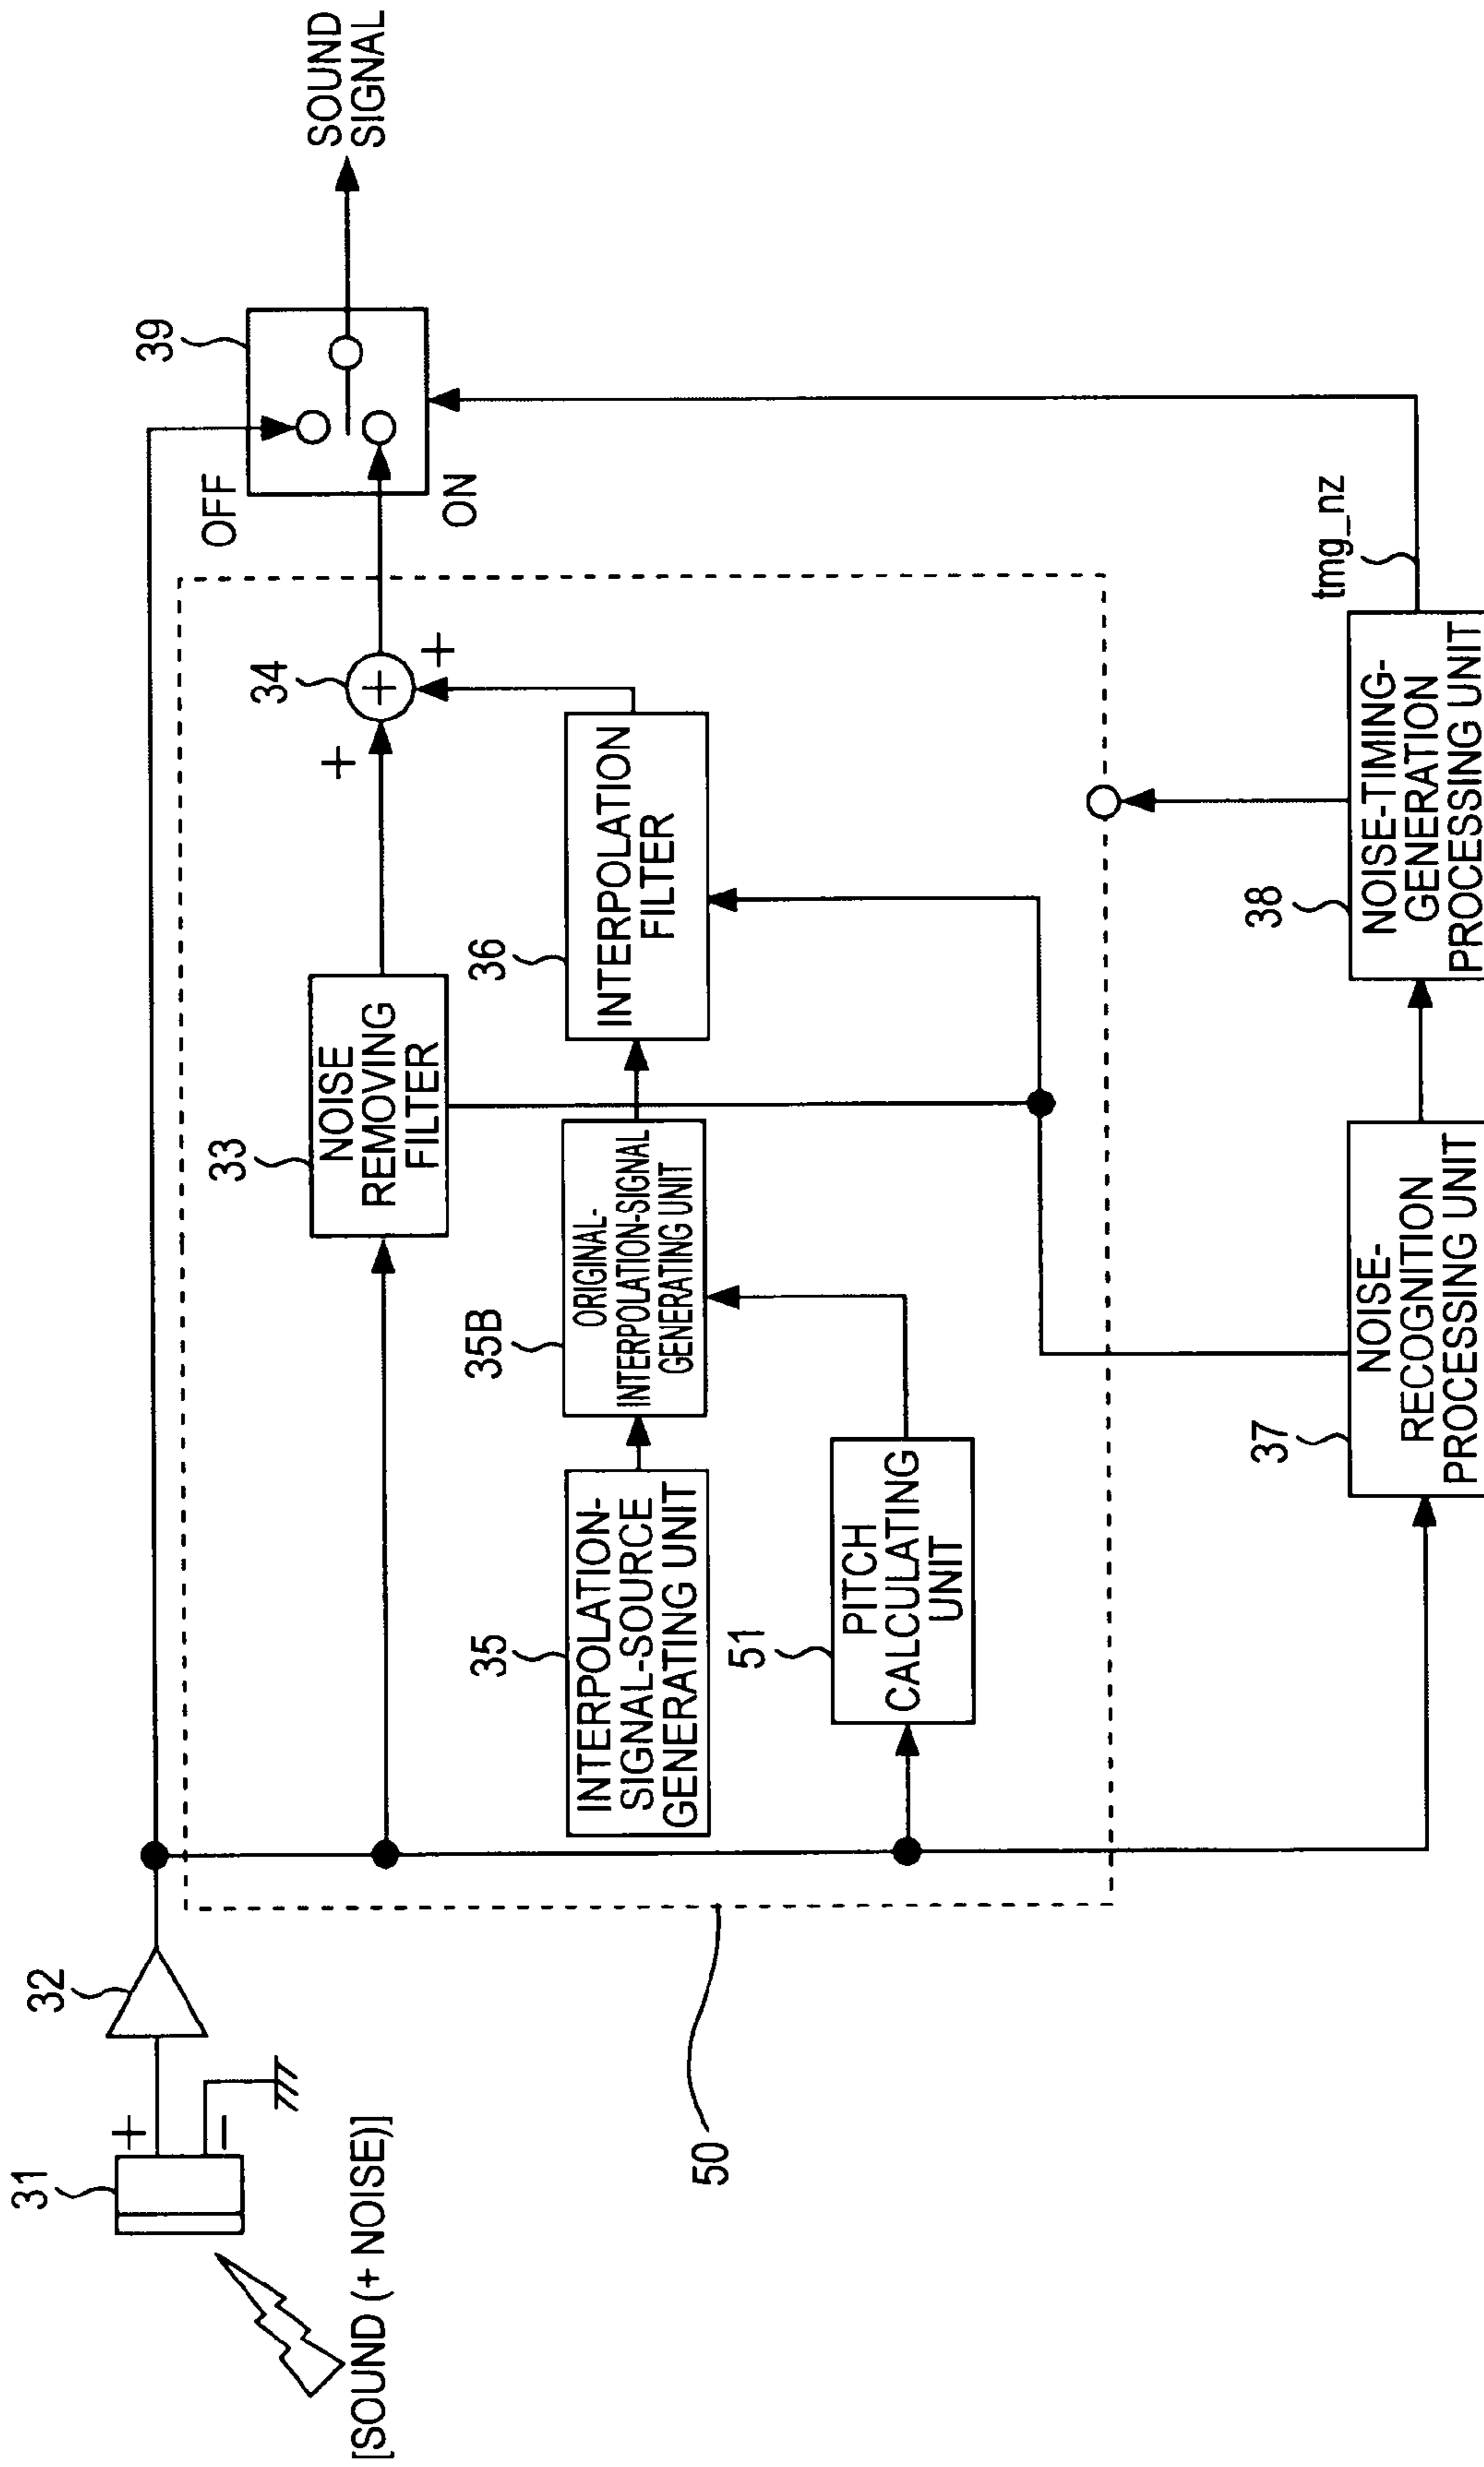 31
+
−
[SOUND (+ NOISE)]
32
50
OFF
39
ON
SOUND
SIGNAL
33
NOISE
REMOVING
FILTER
+
34
+
+
35
INTERPOLATION-
SIGNAL-SOURCE
GENERATING UNIT
35B
ORIGINAL-
INTERPOLATION-SIGNAL
GENERATING UNIT
36
INTERPOLATION
FILTER
51
PITCH
CALCULATING
UNIT
37
NOISE-
RECOGNITION
PROCESSING UNIT
38
NOISE-TIMING-
GENERATION
PROCESSING UNIT
tmg_nz